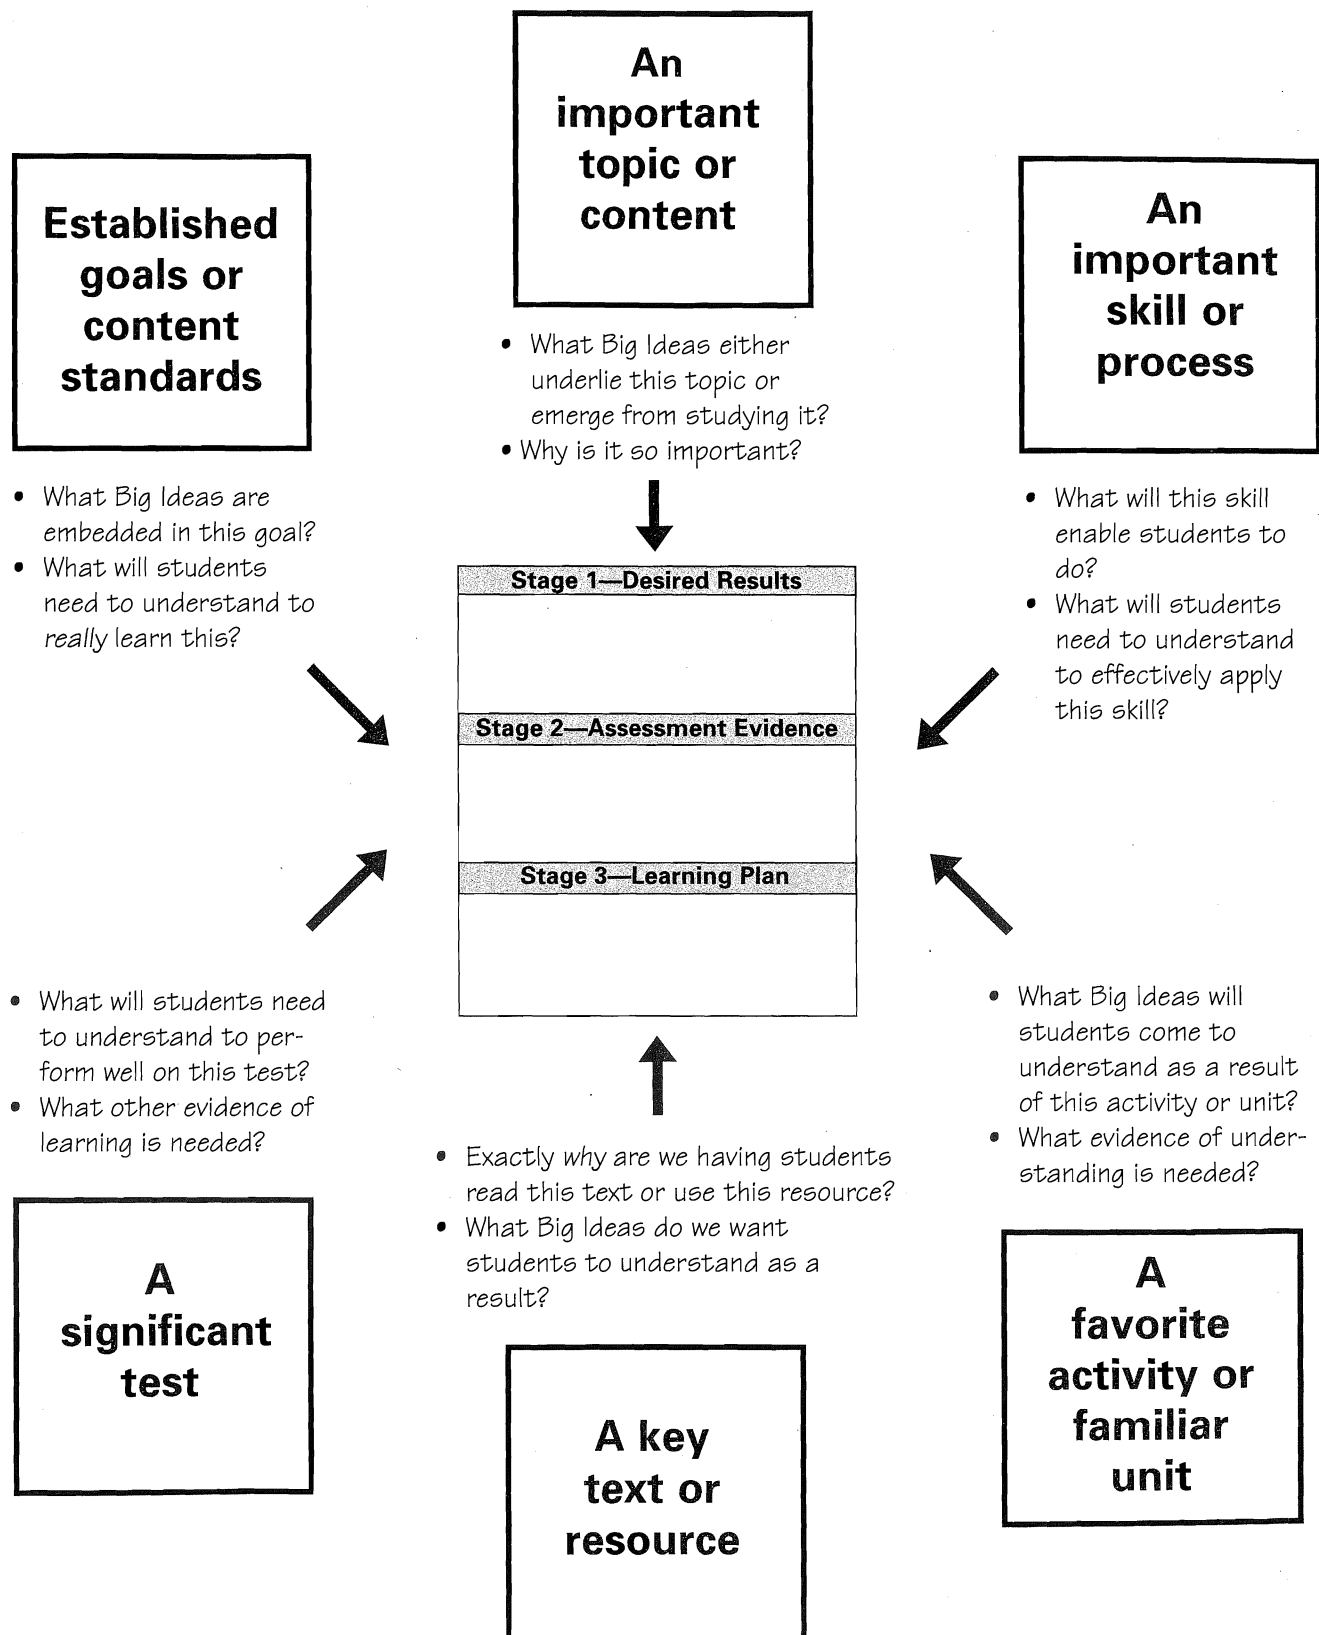 An
important
topic or
content
Established
goals or
content
standards
An
important
skill or
process
• What Big Ideas either
underlie this topic or
emerge from studying it?
• Why is it so important?
• What Big Ideas are
embedded in this goal?
• What will students
need to understand to
really learn this?
• What will this skill
enable students to
do?
• What will students
need to understand
to effectively apply
this skill?
Stage 1—Desired Results
Stage 2—Assessment Evidence
Stage 3—Learning Plan
• What will students need
to understand to per-
form well on this test?
• What other evidence of
learning is needed?
• What Big Ideas will
students come to
understand as a result
of this activity or unit?
• What evidence of under-
standing is needed?
• Exactly why are we having students
read this text or use this resource?
• What Big Ideas do we want
students to understand as a
result?
A
significant
test
A key
text or
resource
A
favorite
activity or
familiar
unit